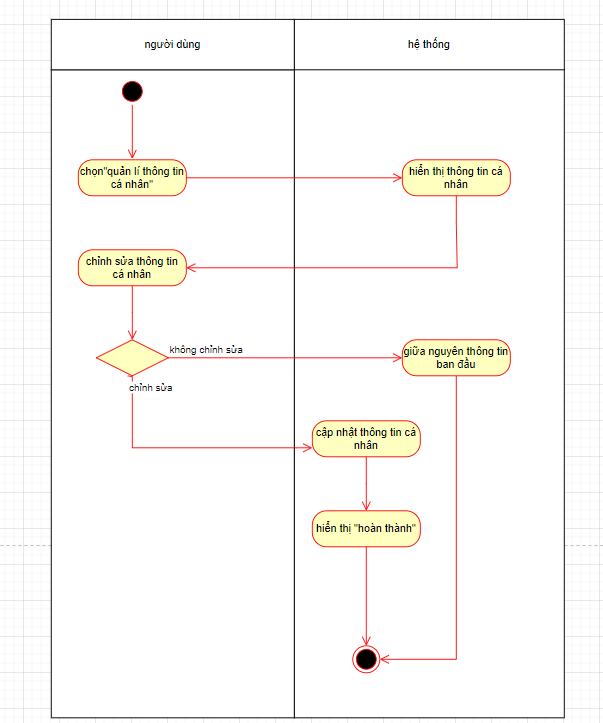 người dùng
hệ thống
chọn"quản lí thông tin
cá nhân"
hiển thị thông tin cá
nhân
chỉnh sửa thông tin
cá nhân
không chỉnh sửa
giữa nguyên thông tin
ban đầu
chỉnh sửa
cập nhật thông tin cá
nhân
hiển thị "hoàn thành"